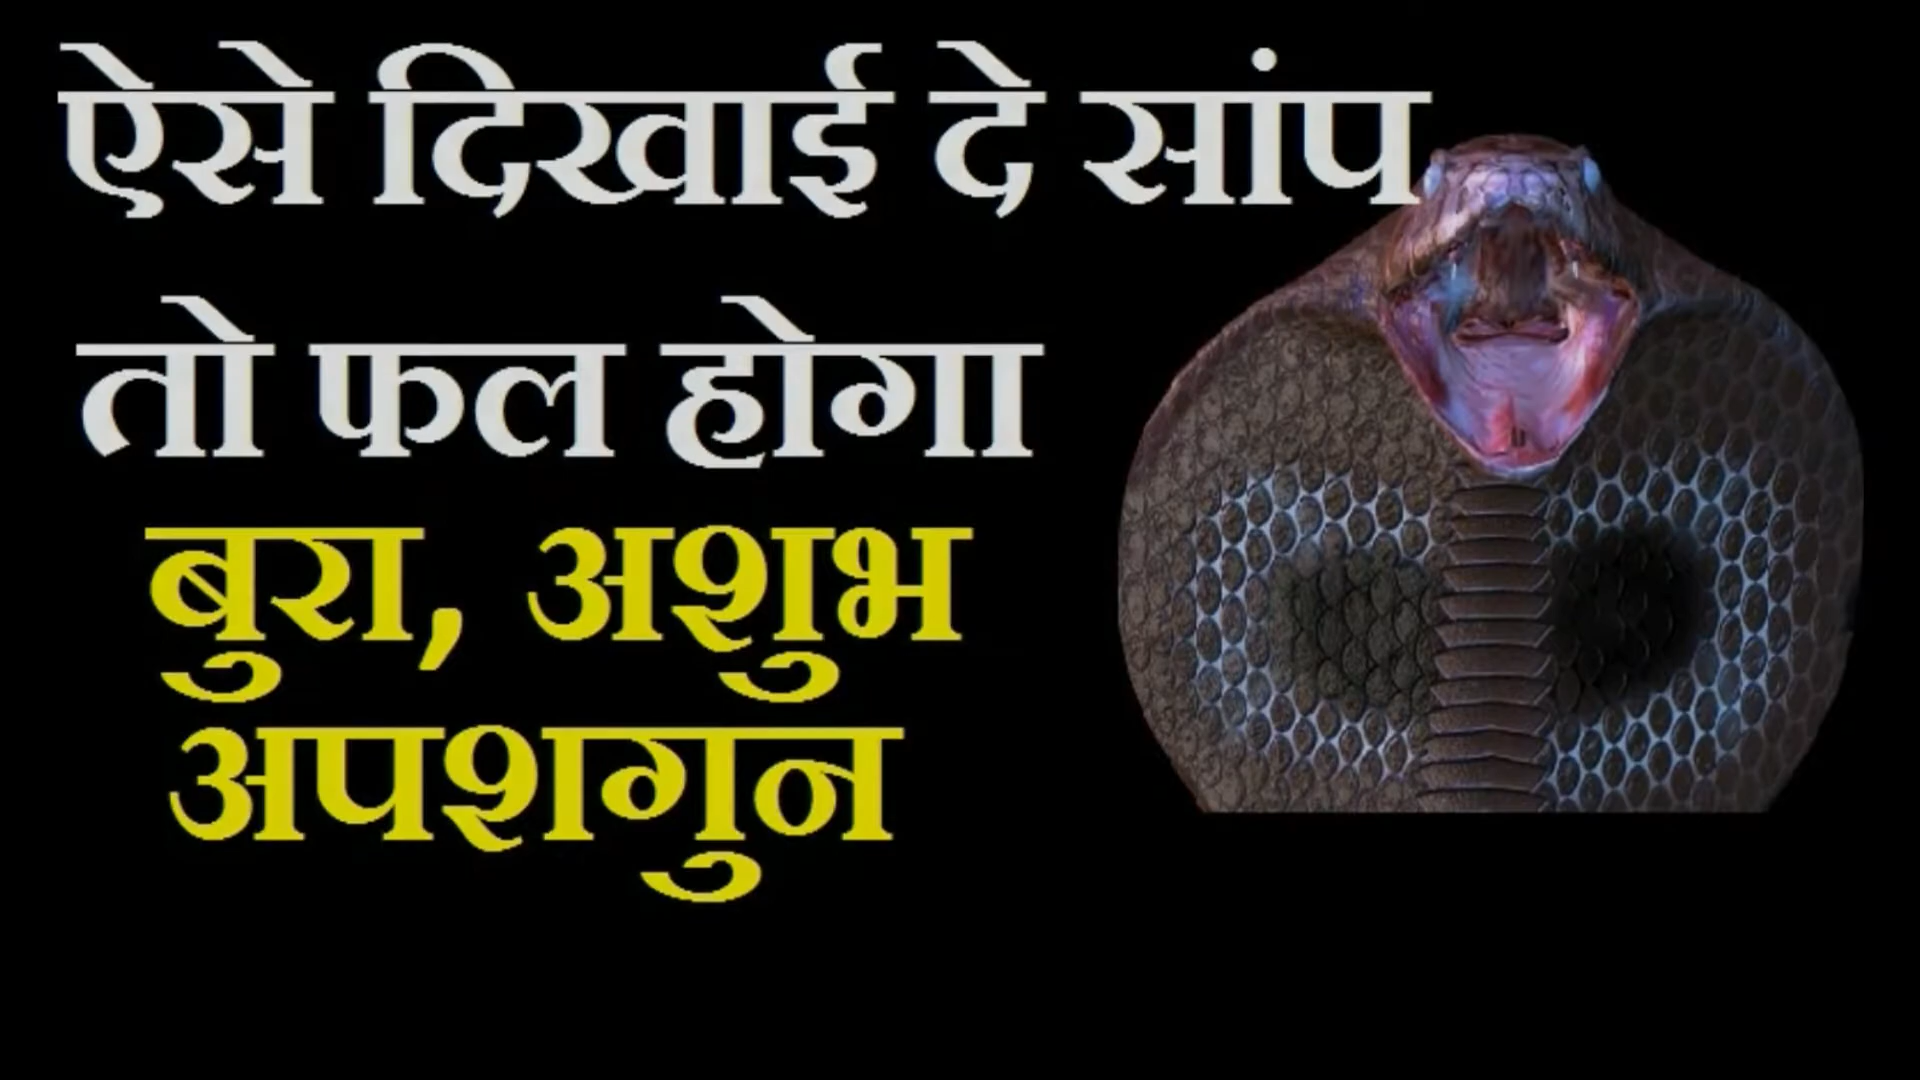 ऐसे दिखाई दे सांप
तो फल होगा
बुरा, अशुभ
अपशगुन